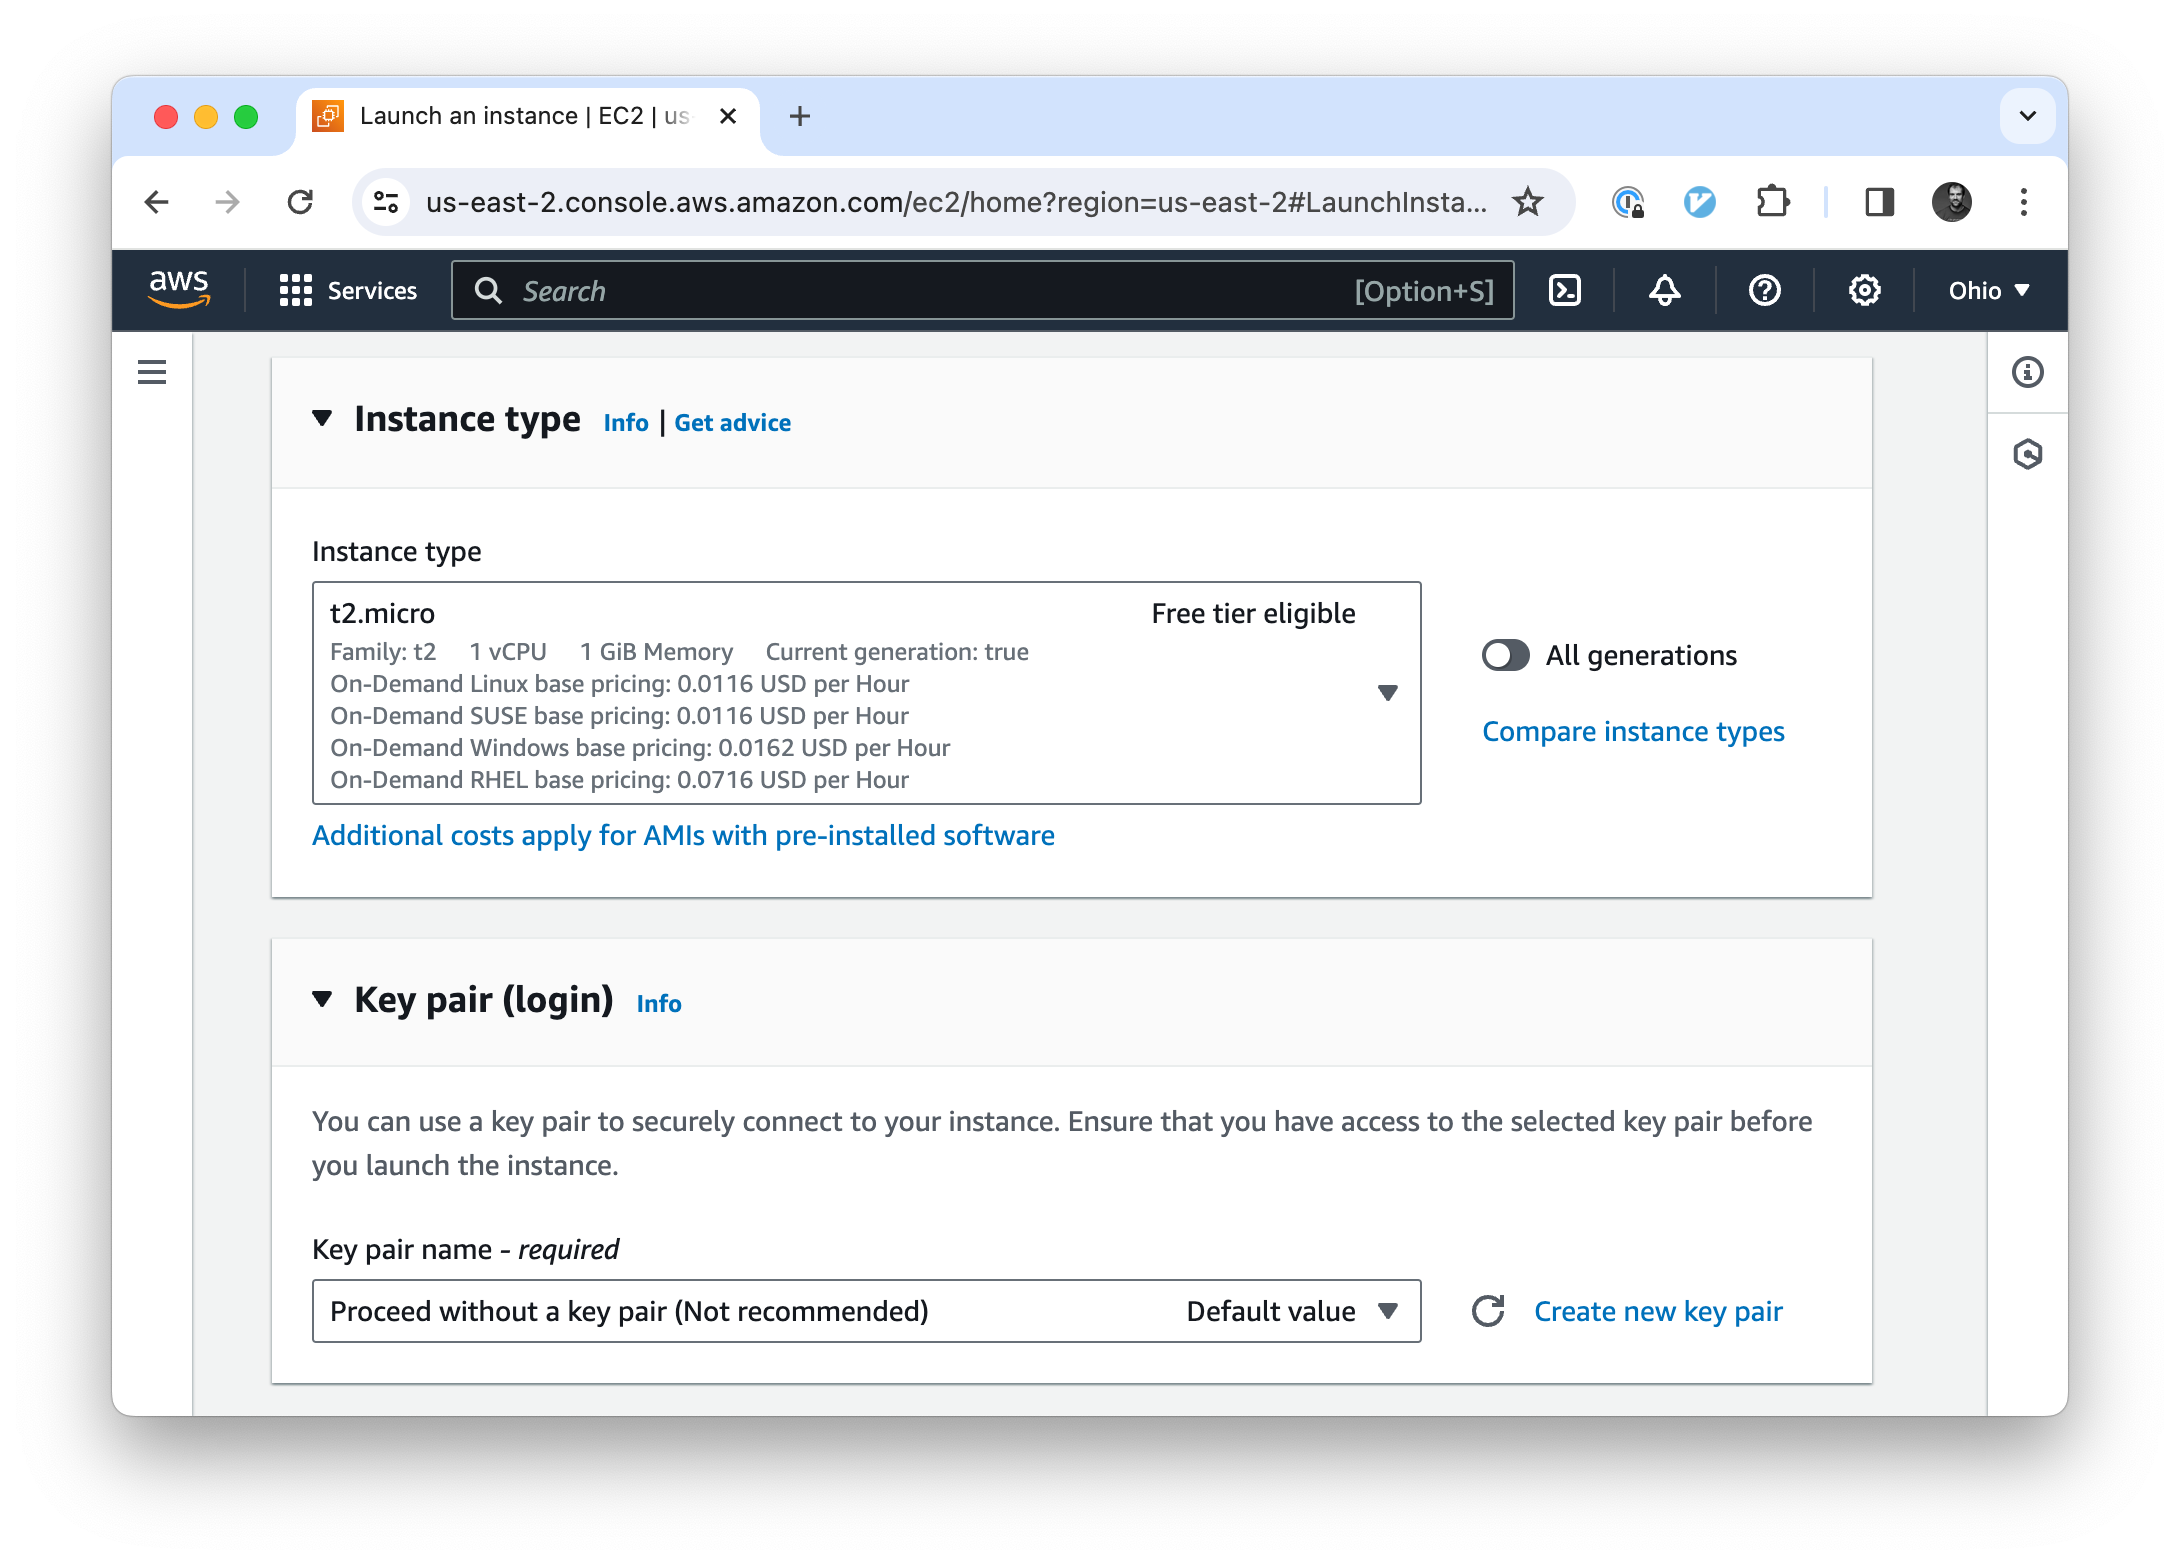 Launch an instance | EC2 | us
us-east-2.console.aws.amazon.com/ec2/home?region=us-east-2#LaunchInsta...
aws
Services
Search
[Option+S]
Ohio
Instance type
Info | Get advice
Instance type
t2.micro
Free tier eligible
Family: t2 1 vCPU 1 GiB Memory Current generation: true
On-Demand Linux base pricing: 0.0116 USD per Hour
On-Demand SUSE base pricing: 0.0116 USD per Hour
On-Demand Windows base pricing: 0.0162 USD per Hour
On-Demand RHEL base pricing: 0.0716 USD per Hour
All generations
Compare instance types
Additional costs apply for AMIs with pre-installed software
Key pair (login)
Info
You can use a key pair to securely connect to your instance. Ensure that you have access to the selected key pair before
you launch the instance.
Key pair name - required
Proceed without a key pair (Not recommended)
Default value
Create new key pair